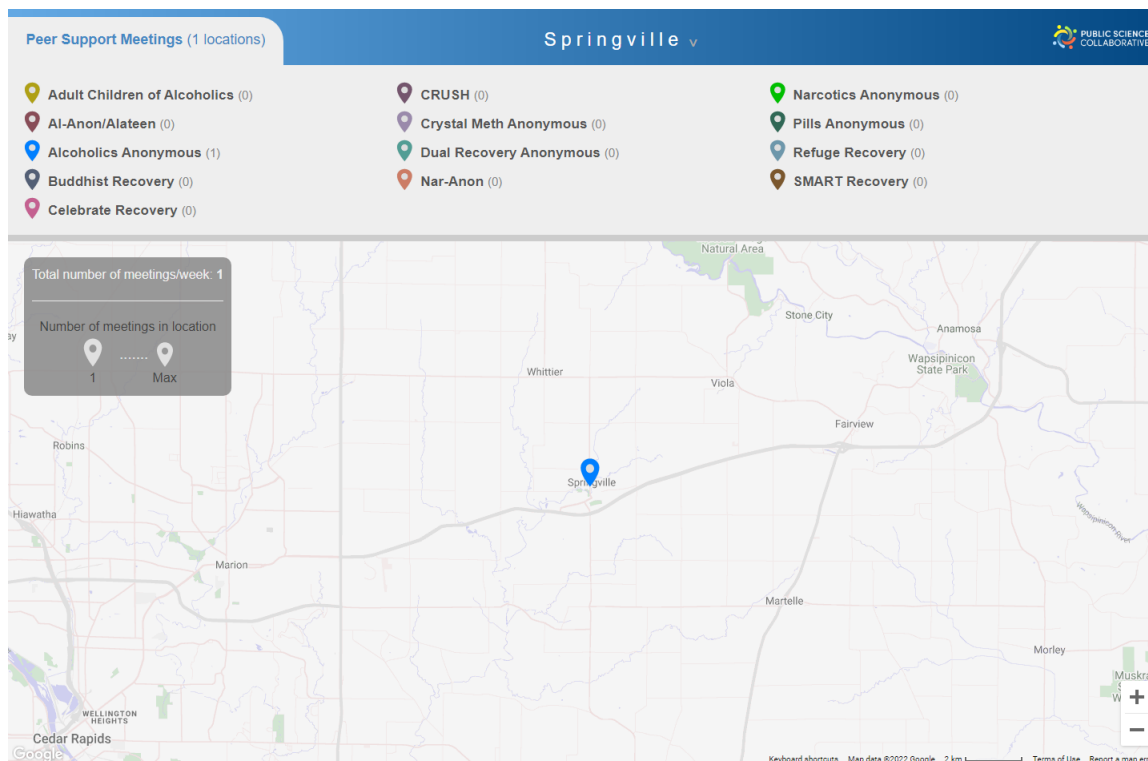 Peer Support Meetings (1 locations)
Springville v
PUBLIC SCIENCE
COLLABORATIVE
Adult Children of Alcoholics (0)
Al-Anon/Alateen (0)
Alcoholics Anonymous (1)
Buddhist Recovery (0)
Celebrate Recovery (0)
CRUSH (0)
Crystal Meth Anonymous (0)
Dual Recovery Anonymous (0)
Nar-Anon (0)
Narcotics Anonymous (0)
Pills Anonymous (0)
Refuge Recovery (0)
SMART Recovery (0)
Total number of meetings/week: 1
Number of meetings in location
1 ....... Max
Natural Area
Stone City
Anamosa
Wapsipinicon
State Park
Whittier
Viola
Fairview
Robins
Springville
Hiawatha
Wapsipinicon River
Marion
Martelle
Morley
WELLINGTON
HEIGHTS
Cedar Rapids
Google
+
−
Keyboard shortcuts Map data ©2022 Google 2 km Terms of Use Report a map